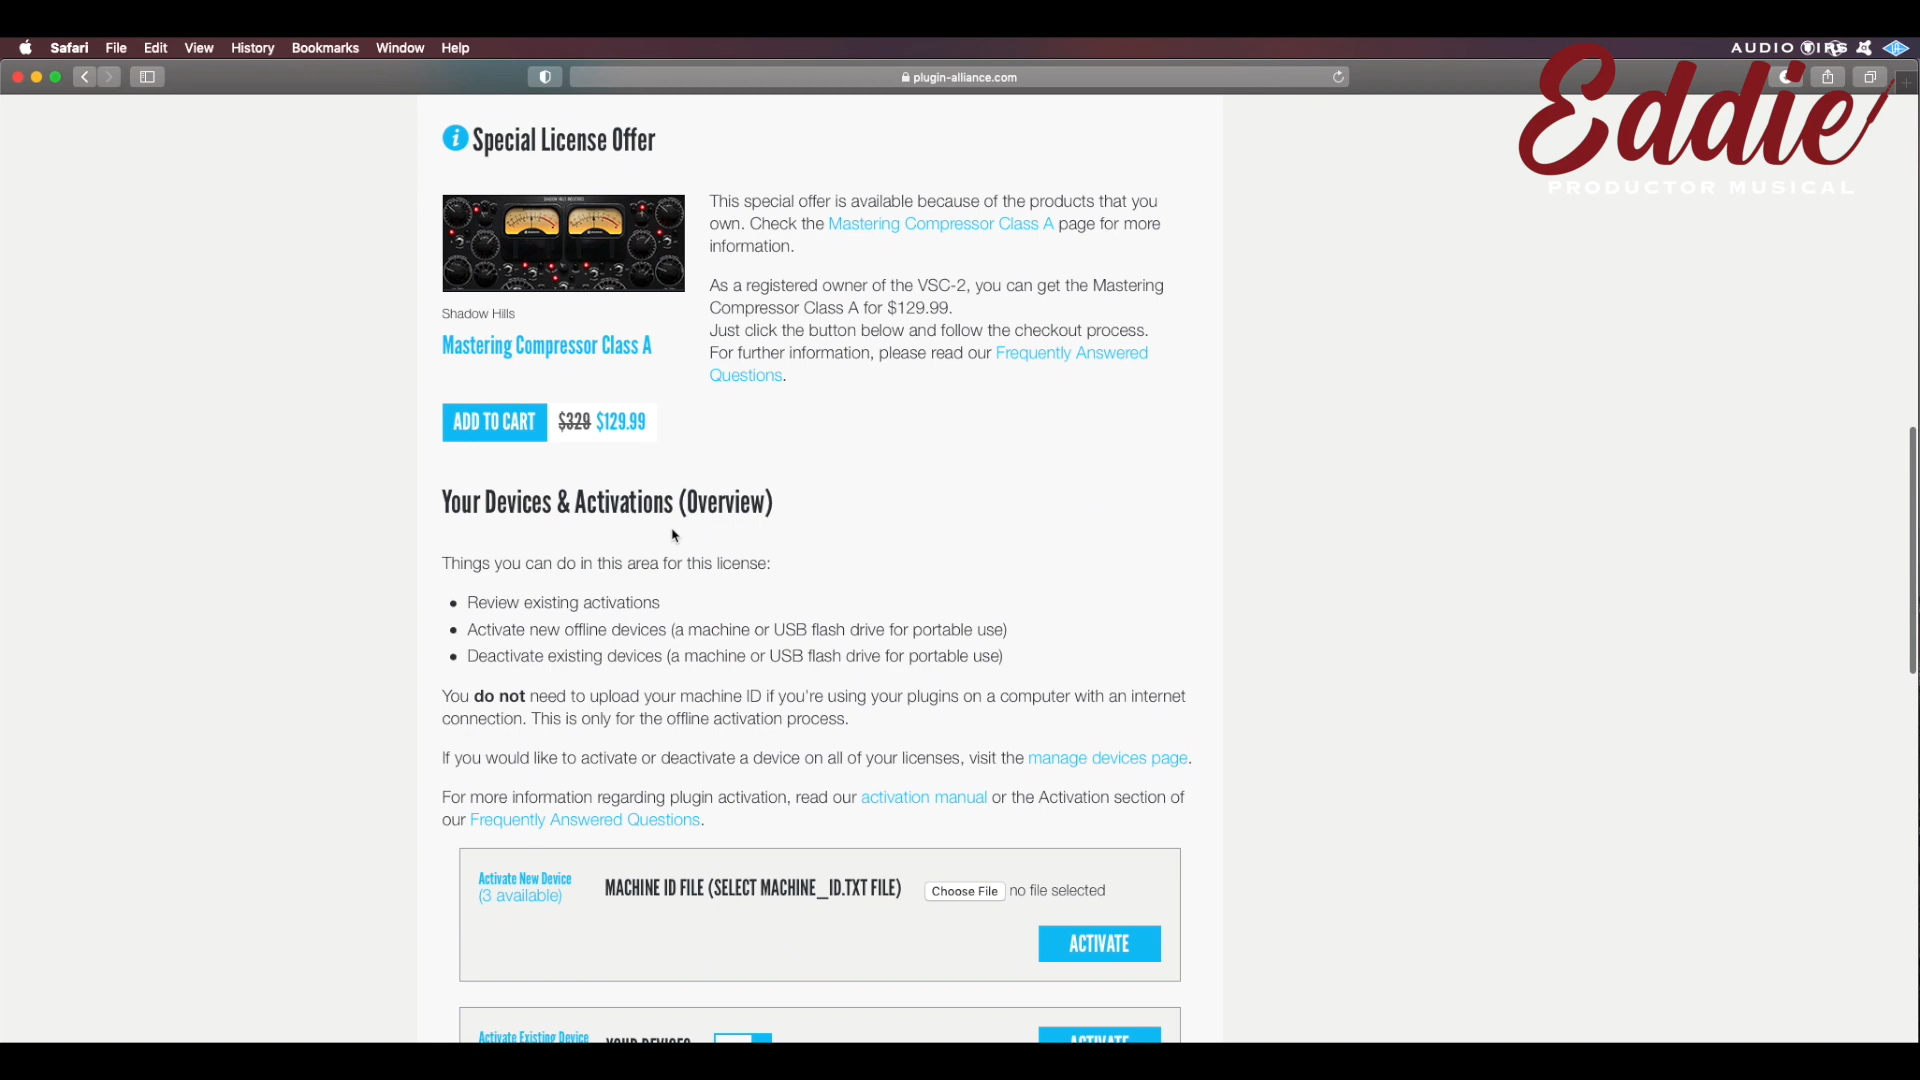 Safari File Edit View History Bookmarks Window Help
AUDIO
plugin-alliance.com
Eddie
PRODUCTOR MUSICAL
Special License Offer
This special offer is available because of the products that you
own. Check the Mastering Compressor Class A page for more
information.
As a registered owner of the VSC-2, you can get the Mastering
Compressor Class A for $129.99.
Just click the button below and follow the checkout process.
For further information, please read our Frequently Answered
Questions.
Shadow Hills
Mastering Compressor Class A
ADD TO CART $329 $129.99
Your Devices & Activations (Overview)
Things you can do in this area for this license:
• Review existing activations
• Activate new offline devices (a machine or USB flash drive for portable use)
• Deactivate existing devices (a machine or USB flash drive for portable use)
You do not need to upload your machine ID if you're using your plugins on a computer with an internet
connection. This is only for the offline activation process.
If you would like to activate or deactivate a device on all of your licenses, visit the manage devices page.
For more information regarding plugin activation, read our activation manual or the Activation section of
our Frequently Answered Questions.
Activate New Device
(3 available)
MACHINE ID FILE (SELECT MACHINE_ID.TXT FILE) Choose File no file selected
ACTIVATE
Activate Existing Device YOUR DEVICES ACTIVATE